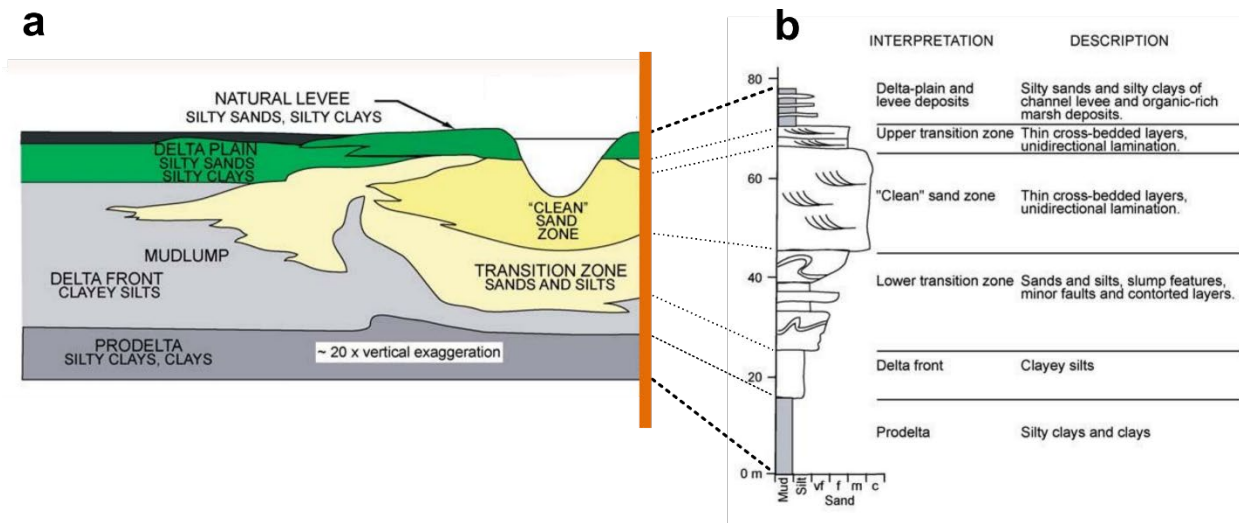 a
NATURAL LEVEE
SILTY SANDS, SILTY CLAYS
DELTA PLAIN
SILTY SANDS
SILTY CLAYS
"CLEAN"
SAND
ZONE
MUDLUMP
DELTA FRONT
CLAYEY SILTS
TRANSITION ZONE
SANDS AND SILTS
PRODELTA
SILTY CLAYS, CLAYS
~ 20 x vertical exaggeration
b
INTERPRETATION DESCRIPTION
80
Delta-plain and
levee deposits
Silty sands and silty clays of
channel levee and organic-rich
marsh deposits.
Upper transition zone
Thin cross-bedded layers,
unidirectional lamination.
60
"Clean" sand zone
Thin cross-bedded layers,
unidirectional lamination.
40
Lower transition zone
Sands and silts, slump features,
minor faults and contorted layers.
20
Delta front
Clayey silts
Prodelta
Silty clays and clays
0 m
Mud Silt vf f m c
Sand